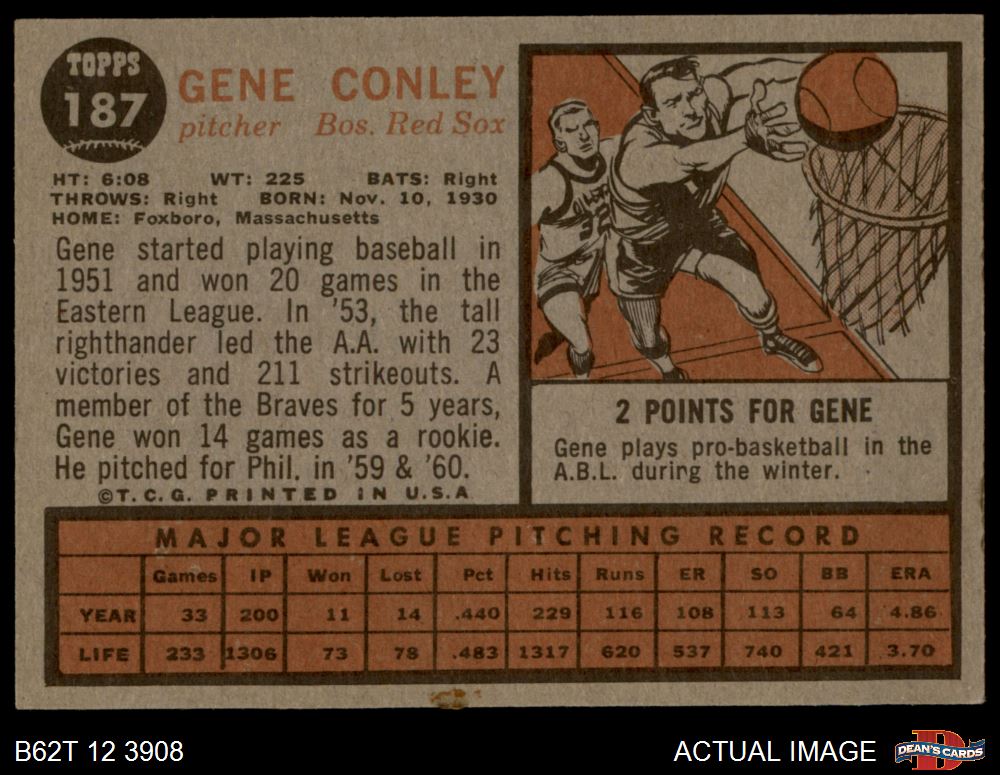 TOPPS
187
GENE CONLEY
pitcher Bos. Red Sox
HT: 6:08 WT: 225 BATS: Right
THROWS: Right BORN: Nov. 10, 1930
HOME: Foxboro, Massachusetts
Gene started playing baseball in
1951 and won 20 games in the
Eastern League. In '53, the tall
righthander led the A.A. with 23
victories and 211 strikeouts. A
member of the Braves for 5 years,
Gene won 14 games as a rookie.
He pitched for Phil. in '59 & '60.
©T.C.G. PRINTED IN U.S.A
2 POINTS FOR GENE
Gene plays pro-basketball in the
A.B.L. during the winter.
MAJOR LEAGUE PITCHING RECORD
Games IP Won Lost Pct Hits Runs ER SO BB ERA
YEAR 33 200 11 14 .440 229 116 108 113 64 4.86
LIFE 233 1306 73 78 .483 1317 620 537 740 421 3.70
B62T 12 3908
ACTUAL IMAGE
DEAN'S CARDS